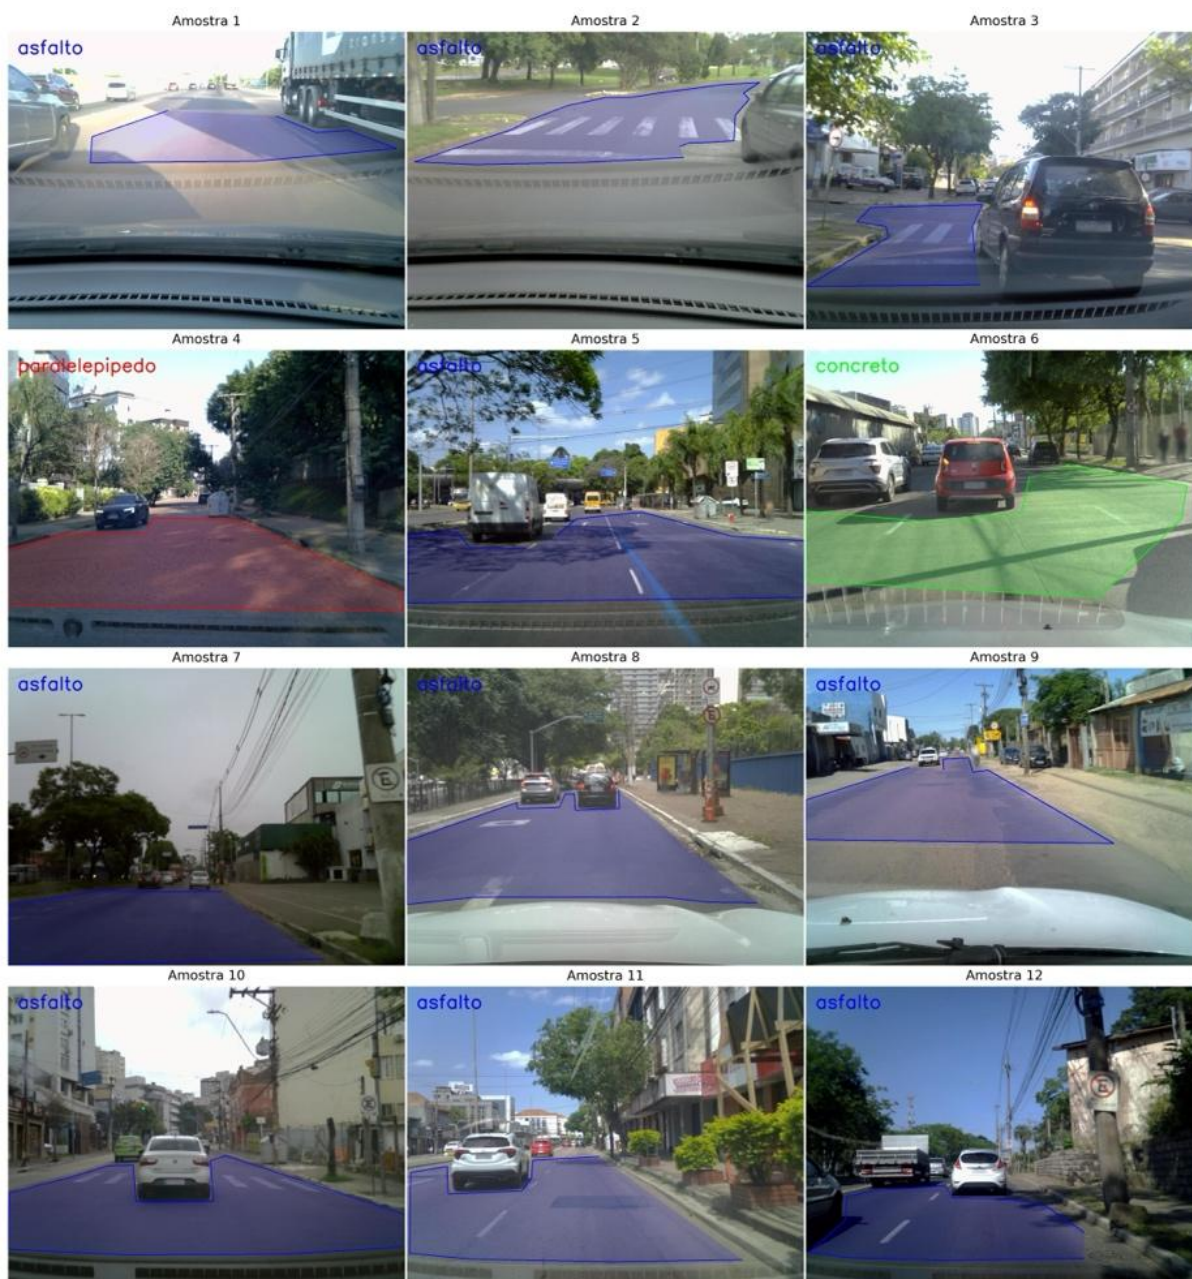 Amostra 1
Amostra 2
Amostra 3
asfalto
asfalto
asfalto
Amostra 4
Amostra 5
Amostra 6
paralelepipedo
asfalto
concreto
Amostra 7
Amostra 8
Amostra 9
asfalto
asfalto
asfalto
Amostra 10
Amostra 11
Amostra 12
asfalto
asfalto
asfalto